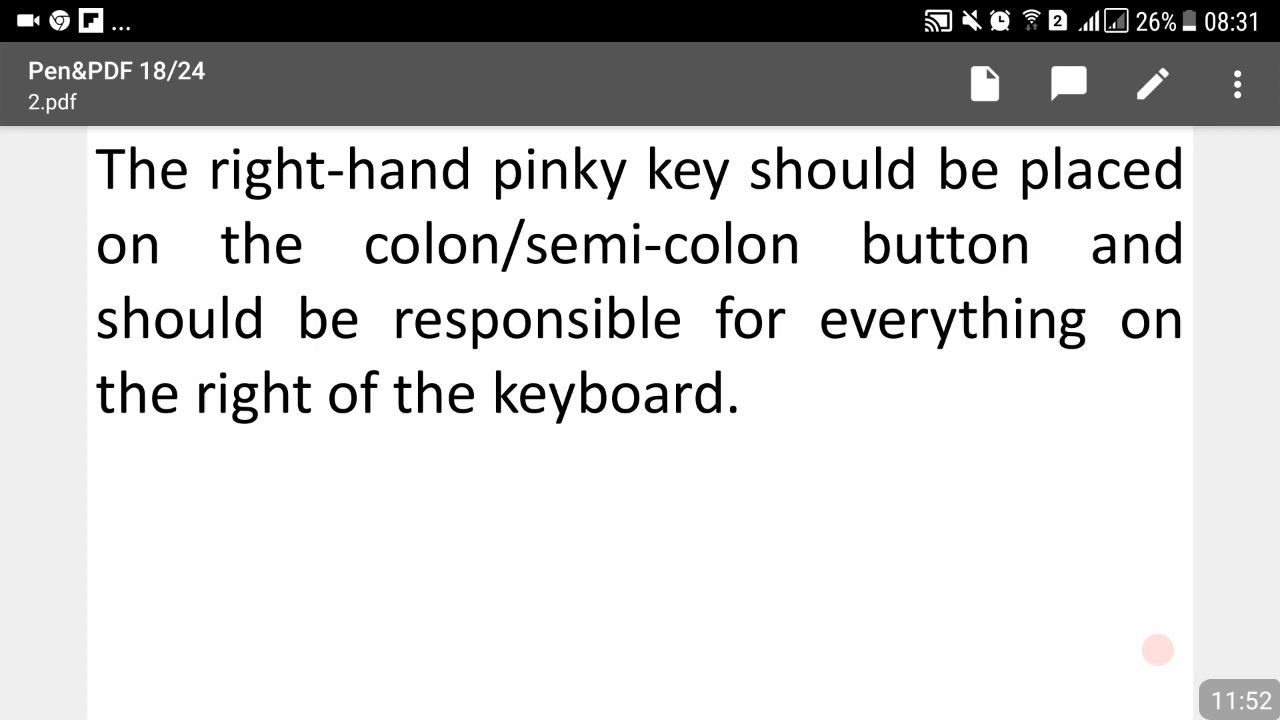 ... 2 26% 08:31
Pen&PDF 18/24
2.pdf
The right-hand pinky key should be placed
on the colon/semi-colon button and
should be responsible for everything on
the right of the keyboard.
11:52